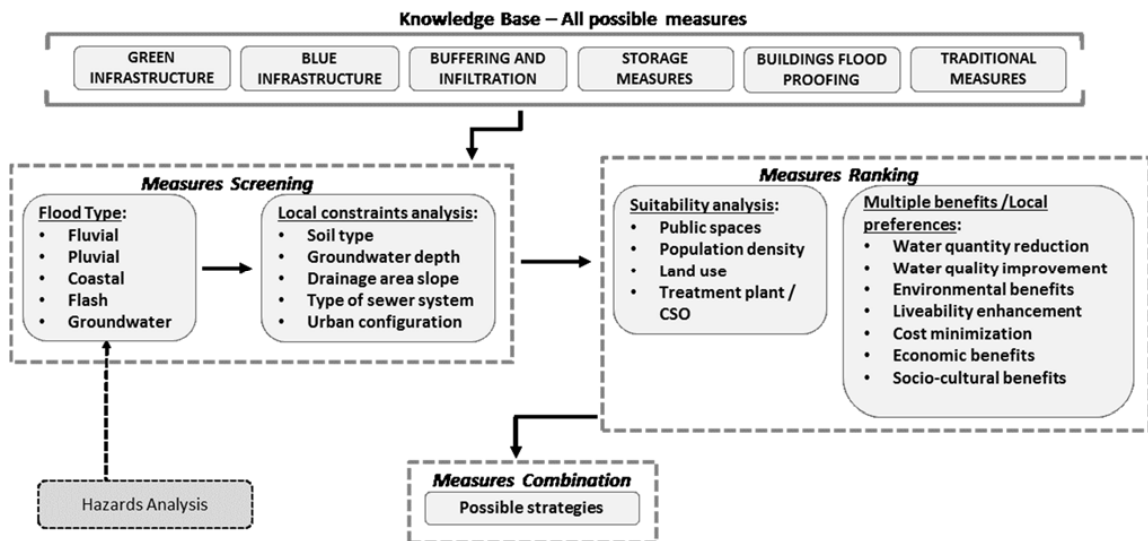 Knowledge Base – All possible measures
GREEN
INFRASTRUCTURE
BLUE
INFRASTRUCTURE
BUFFERING AND
INFILTRATION
STORAGE
MEASURES
BUILDINGS FLOOD
PROOFING
TRADITIONAL
MEASURES
Measures Screening
Flood Type:
• Fluvial
• Pluvial
• Coastal
• Flash
• Groundwater
Local constraints analysis:
• Soil type
• Groundwater depth
• Drainage area slope
• Type of sewer system
• Urban configuration
Measures Ranking
Suitability analysis:
• Public spaces
• Population density
• Land use
• Treatment plant /
CSO
Multiple benefits /Local
preferences:
• Water quantity reduction
• Water quality improvement
• Environmental benefits
• Liveability enhancement
• Cost minimization
• Economic benefits
• Socio-cultural benefits
Hazards Analysis
Measures Combination
Possible strategies